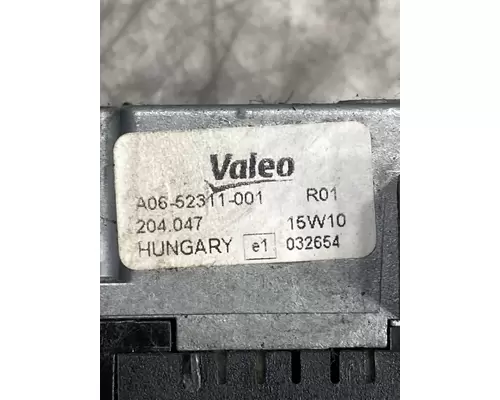 Valeo
A06-52311-001 R01
204.047 15W10
HUNGARY e1 032654